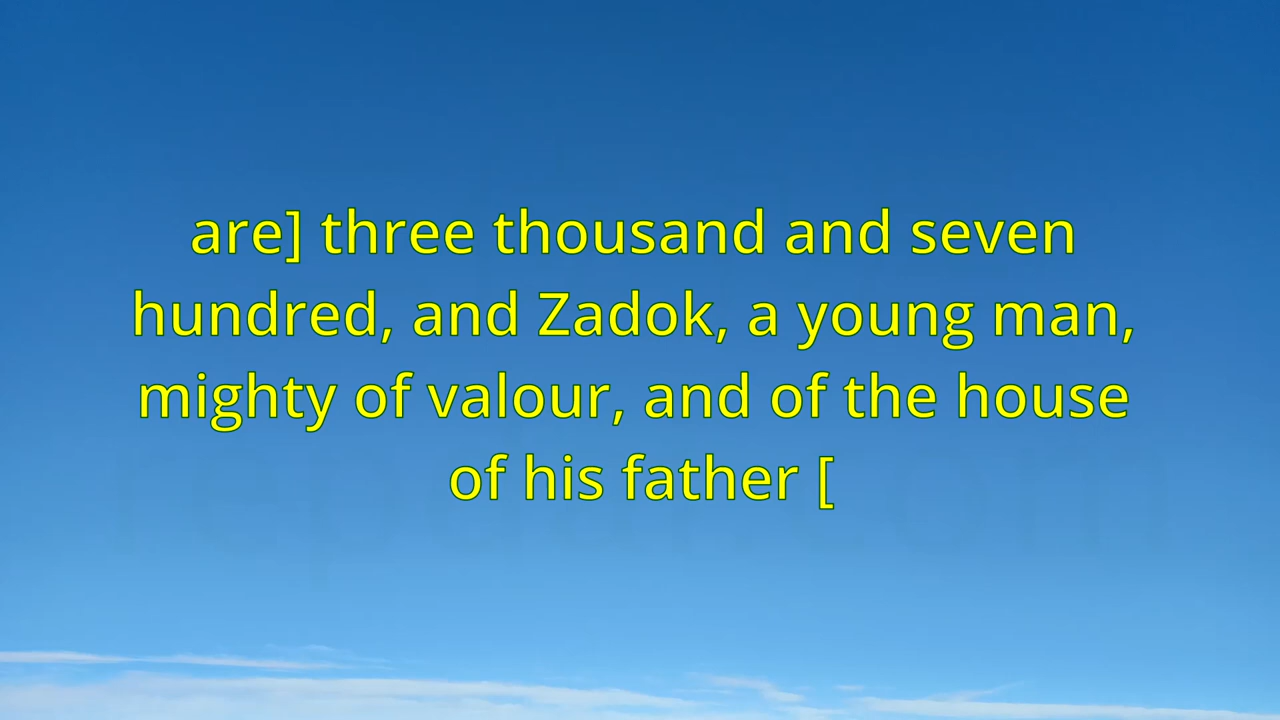 are] three thousand and seven
hundred, and Zadok, a young man,
mighty of valour, and of the house
of his father [